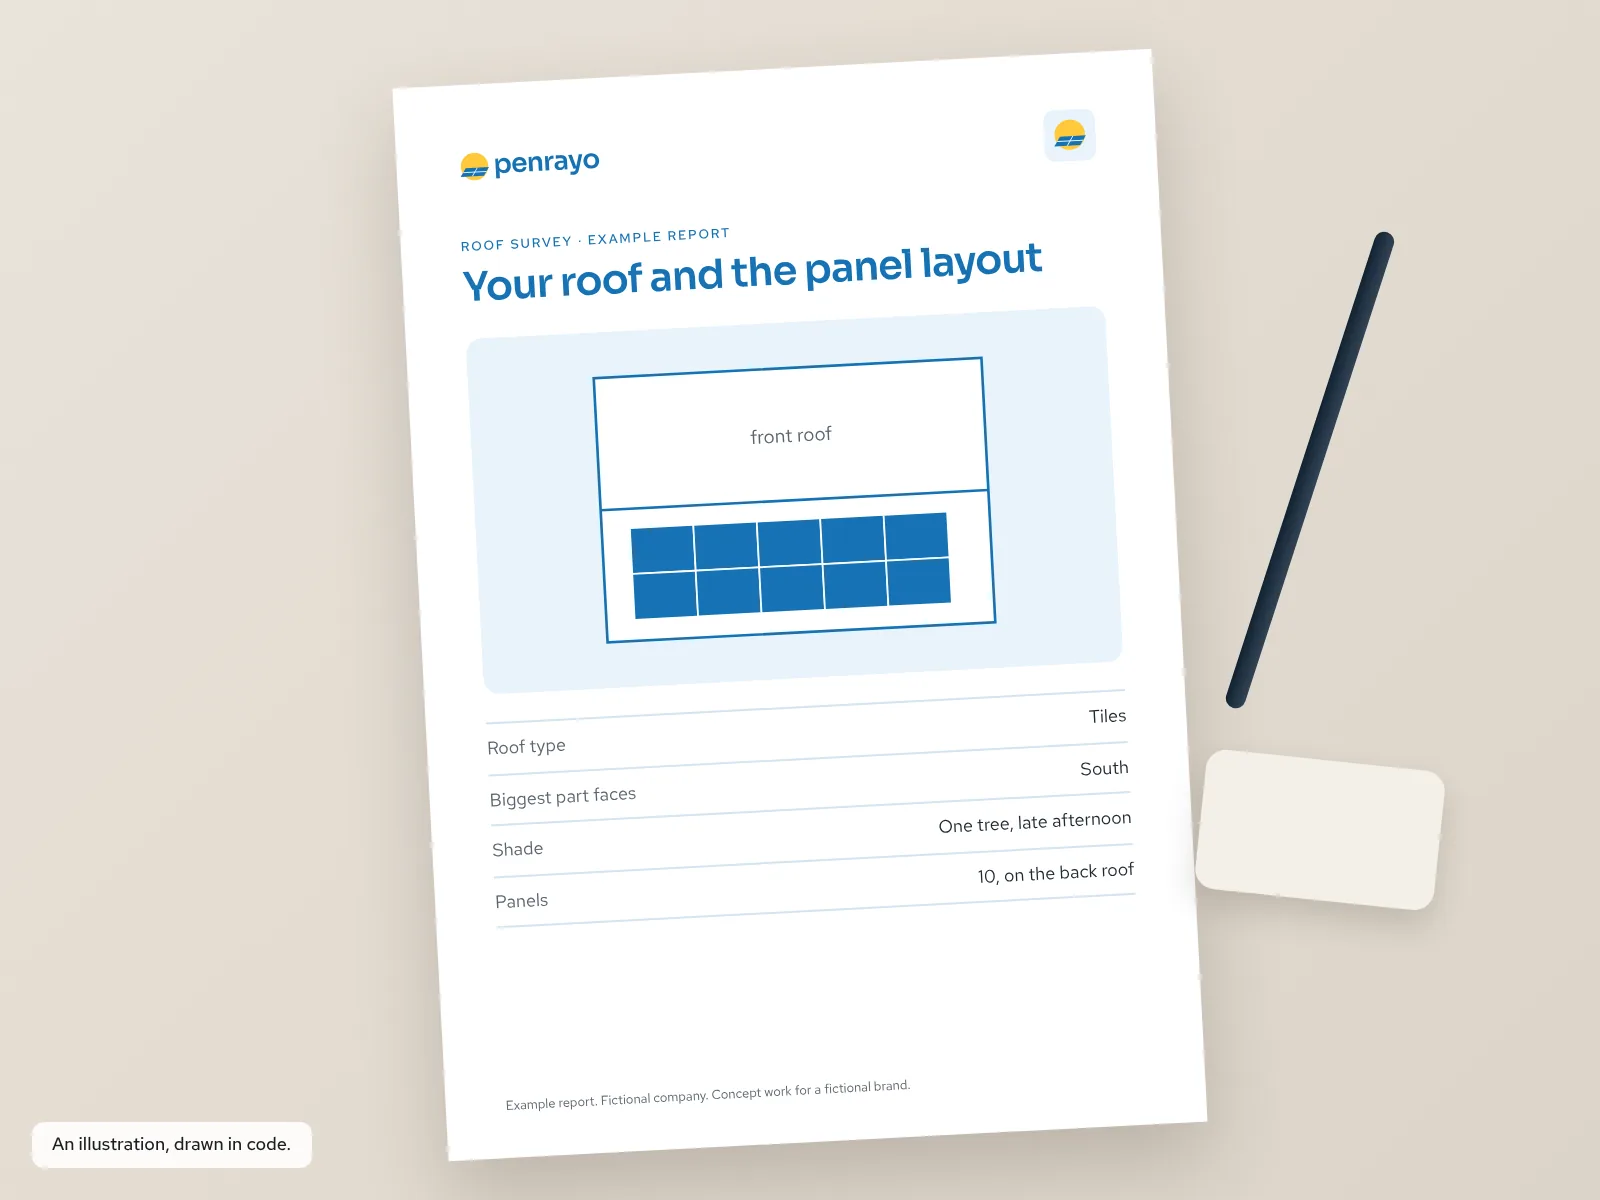 penrayo
ROOF SURVEY · EXAMPLE REPORT
Your roof and the panel layout
front roof
Roof type Tiles
Biggest part faces South
Shade One tree, late afternoon
Panels 10, on the back roof
Example report. Fictional company. Concept work for a fictional brand.
An illustration, drawn in code.